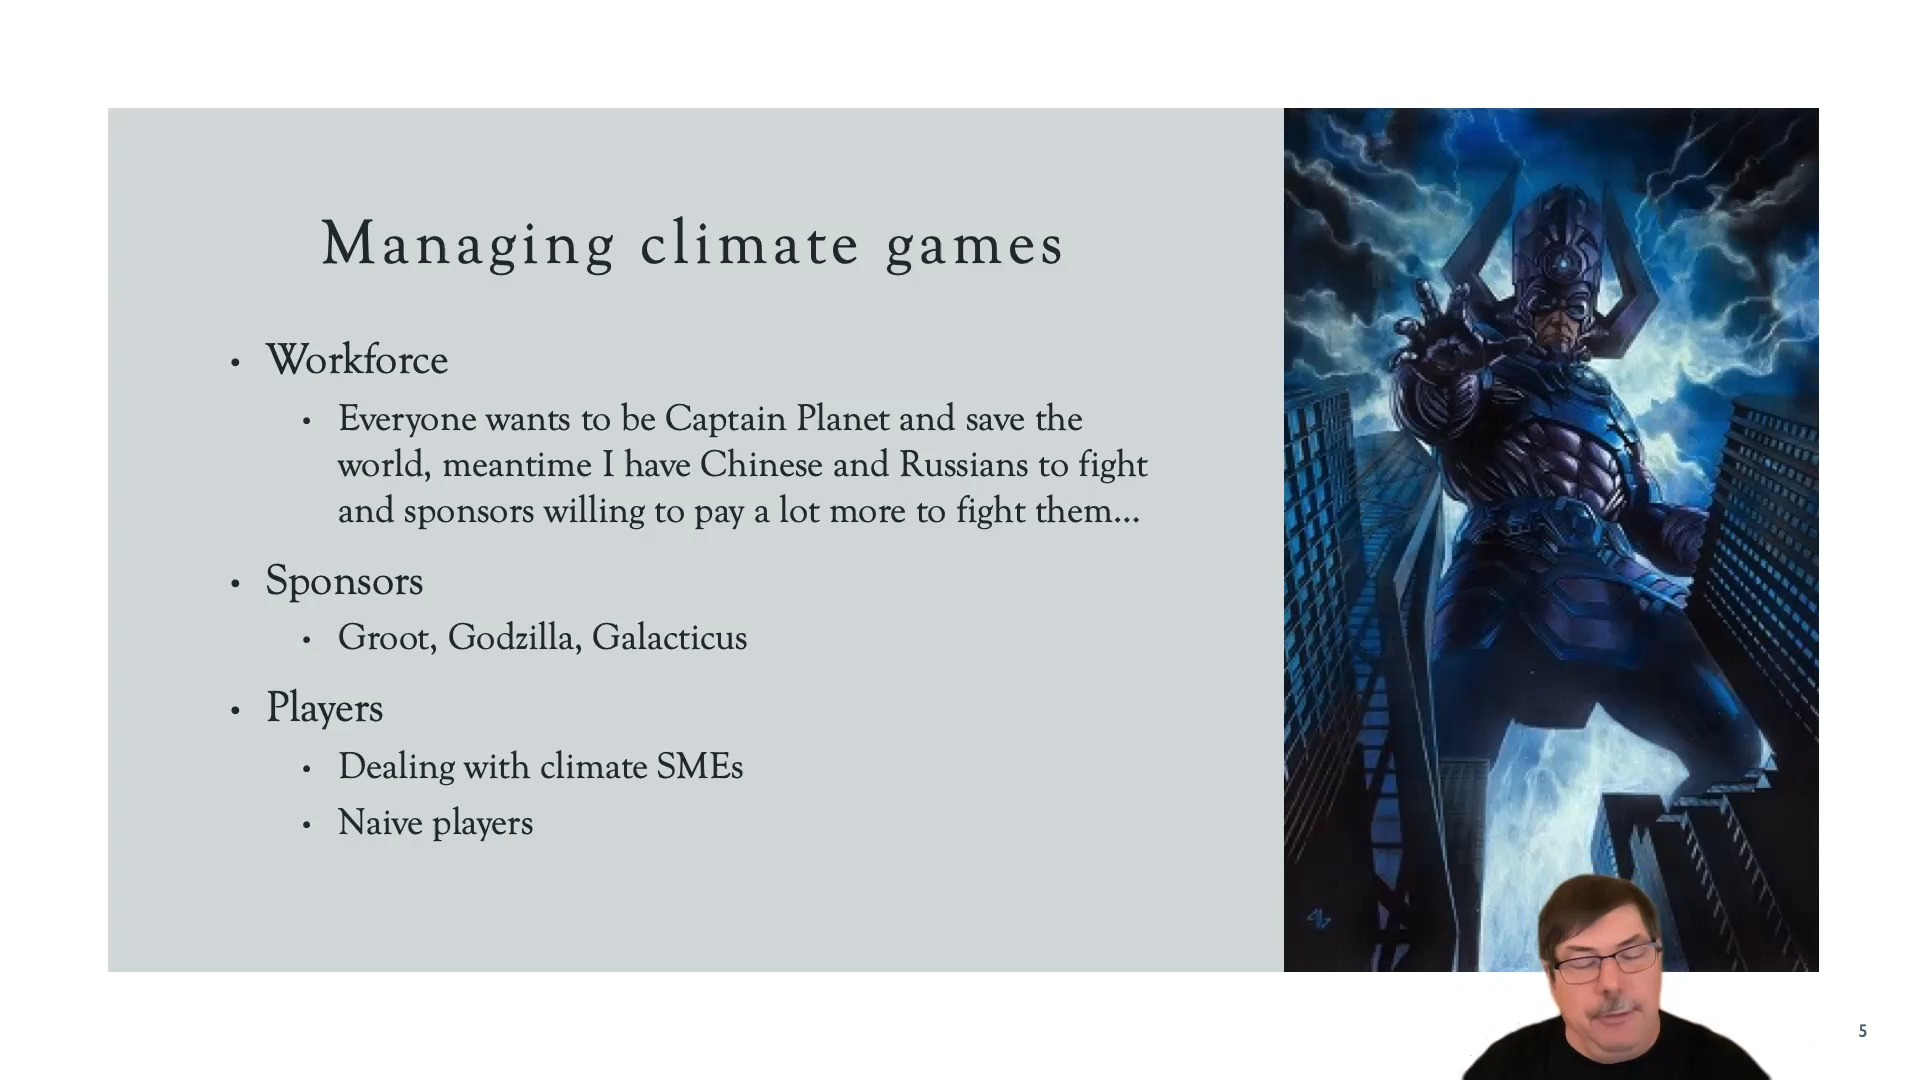 Managing climate games
• Workforce
• Everyone wants to be Captain Planet and save the
world, meantime I have Chinese and Russians to fight
and sponsors willing to pay a lot more to fight them...
• Sponsors
• Groot, Godzilla, Galacticus
• Players
• Dealing with climate SMEs
• Naive players
5